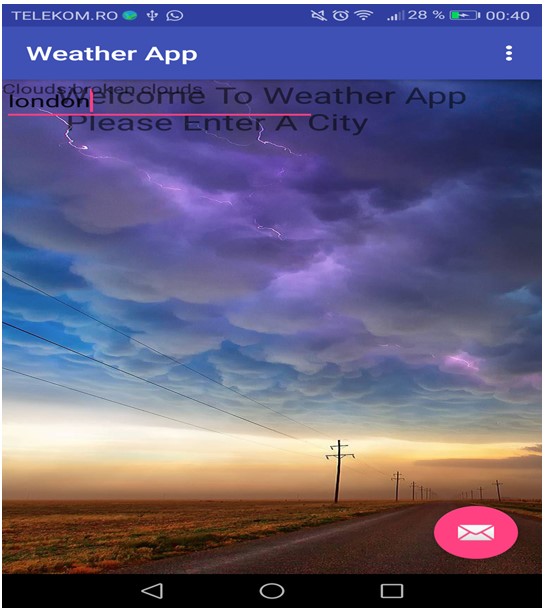 TELEKOM.RO 28 % 00:40
Weather App
Clouds:broken clouds
london
Welcome To Weather App
Please Enter A City